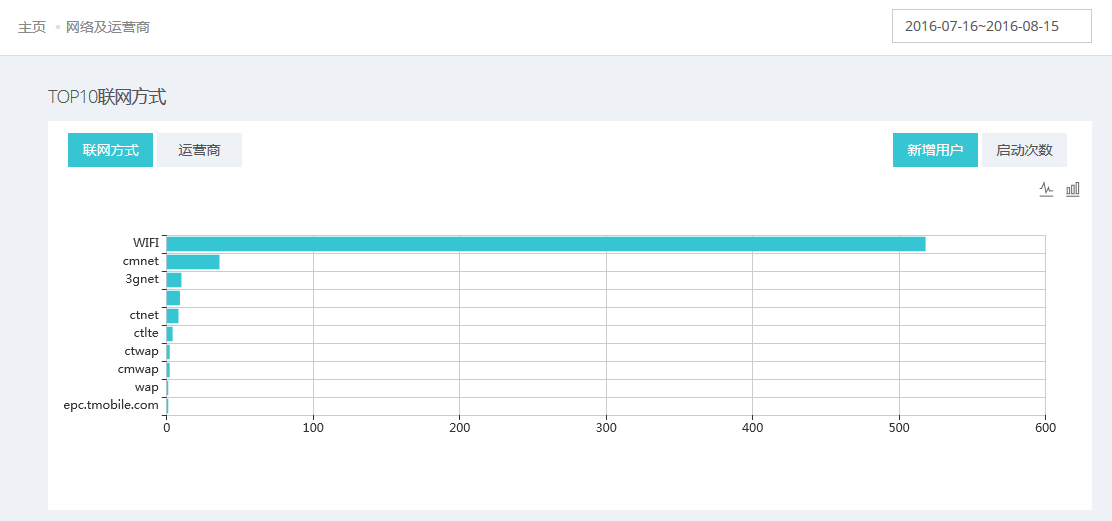 主页 网络及运营商
2016-07-16~2016-08-15
TOP10联网方式
联网方式 运营商 新增用户 启动次数
WIFI
cmnet
3gnet
ctnet
ctlte
ctwap
cmwap
wap
epc.tmobile.com
0 100 200 300 400 500 600